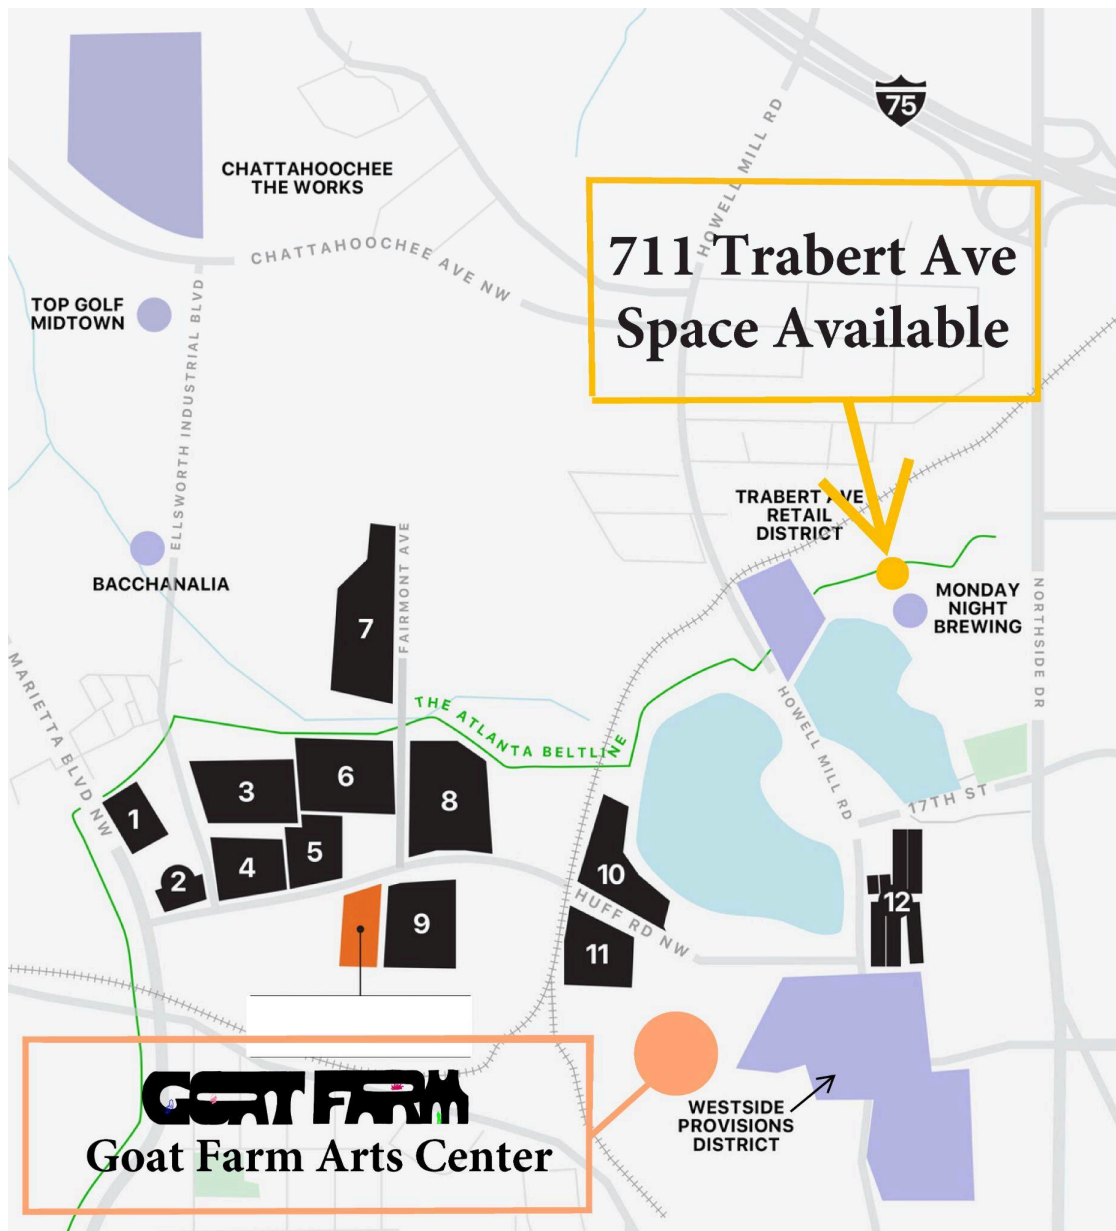 75
HOWELL MILL RD
CHATTAHOOCHEE
THE WORKS
711 Trabert Ave
Space Available
CHATTAHOOCHEE AVE NW
TOP GOLF
MIDTOWN
ELLSWORTH INDUSTRIAL BLVD
TRABERT AVE
RETAIL
DISTRICT
BACCHANALIA
FAIRMONT AVE
MONDAY
NIGHT
BREWING
NORTHSIDE DR
7
MARIETTA BLVD NW
THE ATLANTA BELTLINE
HOWELL MILL RD
3
6
8
17TH ST
1
5
4
2
10
12
9
HUFF RD NW
11
GOAT FARM
Goat Farm Arts Center
WESTSIDE
PROVISIONS
DISTRICT